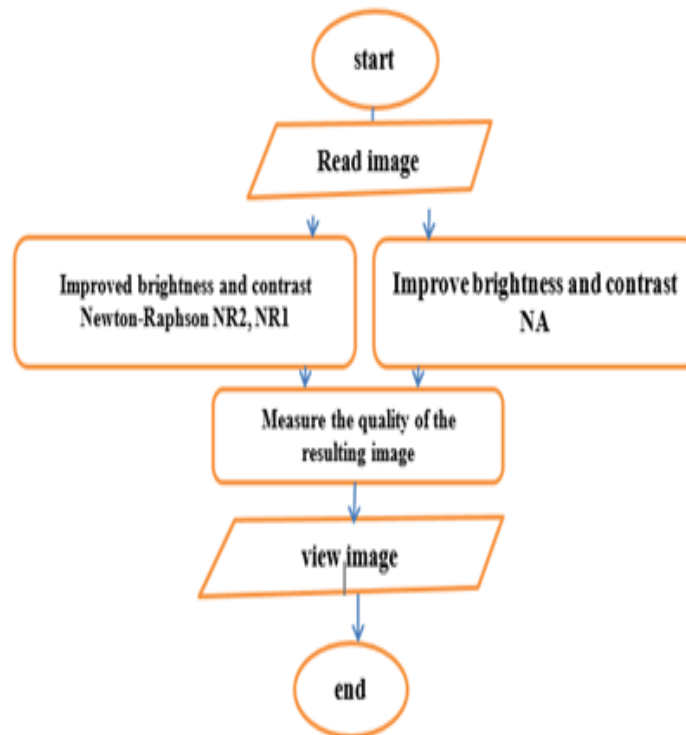 start
Read image
Improved brightness and contrast
Newton-Raphson NR2, NR1
Improve brightness and contrast
NA
Measure the quality of the
resulting image
view image
end